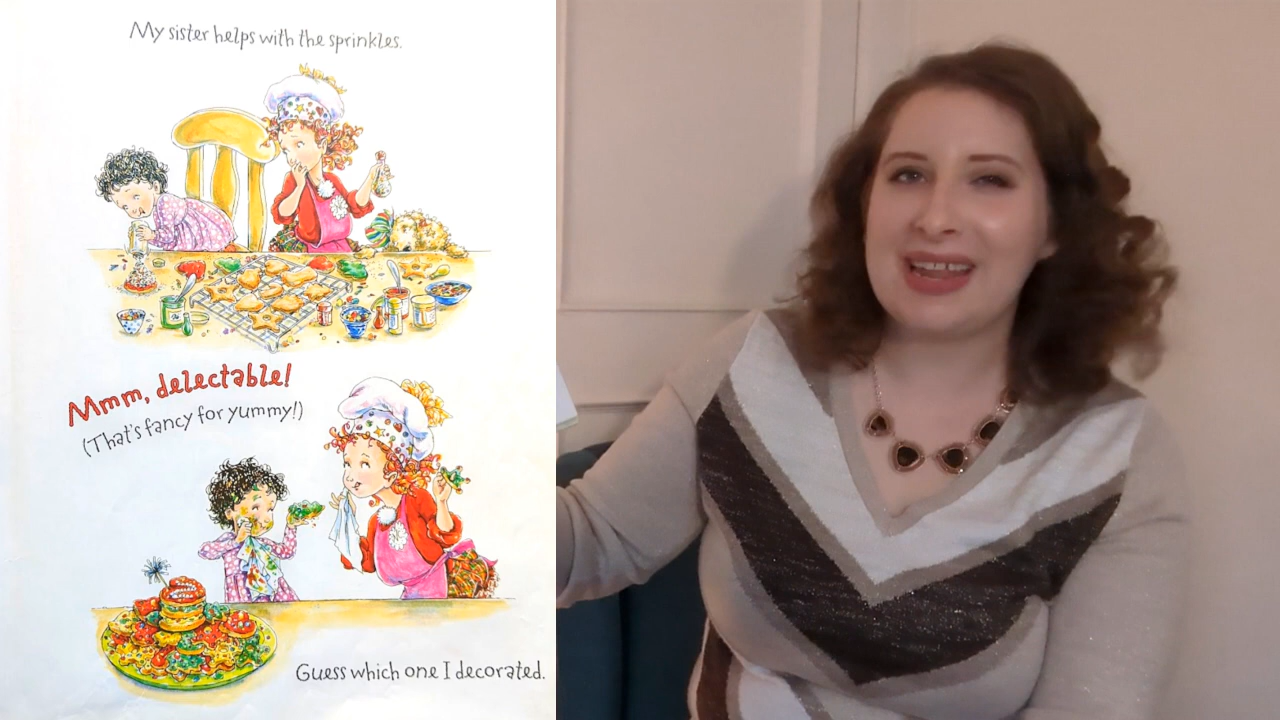 My sister helps with the sprinkles.
Mmm, delectable!
(That's fancy for yummy!)
Guess which one I decorated.